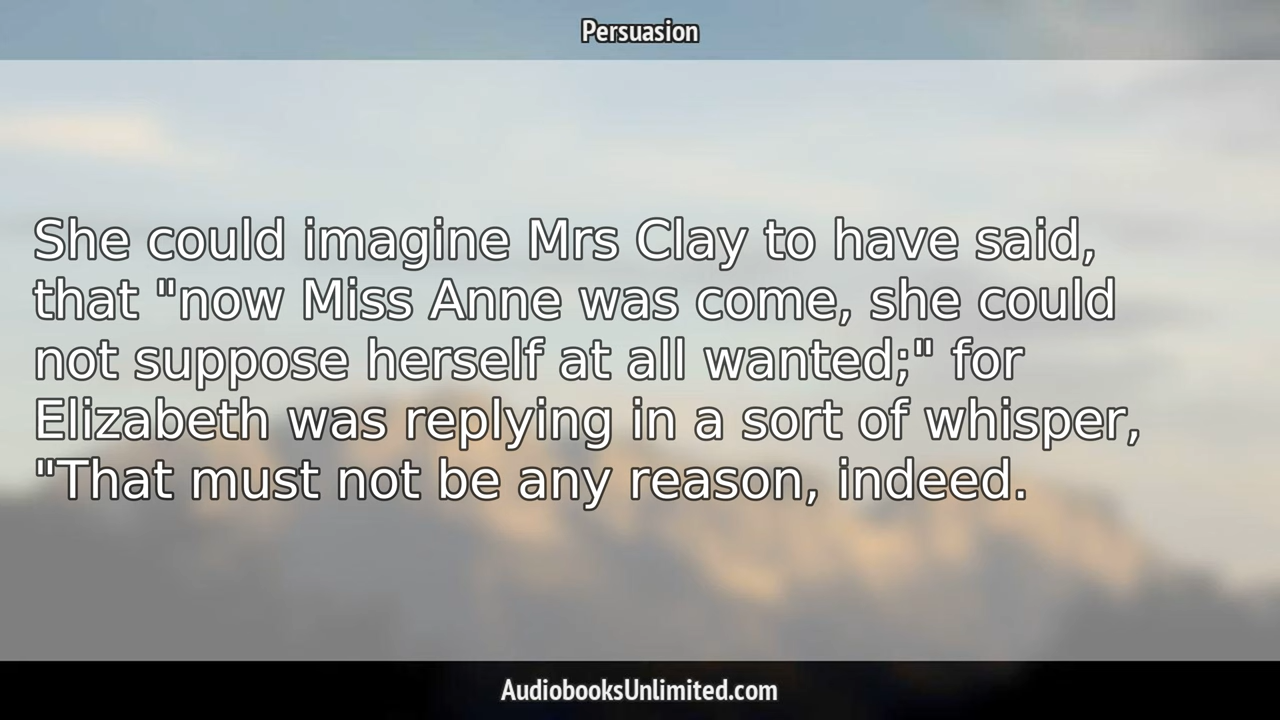 Persuasion
She could imagine Mrs Clay to have said,
that "now Miss Anne was come, she could
not suppose herself at all wanted;" for
Elizabeth was replying in a sort of whisper,
"That must not be any reason, indeed.
AudiobooksUnlimited.com